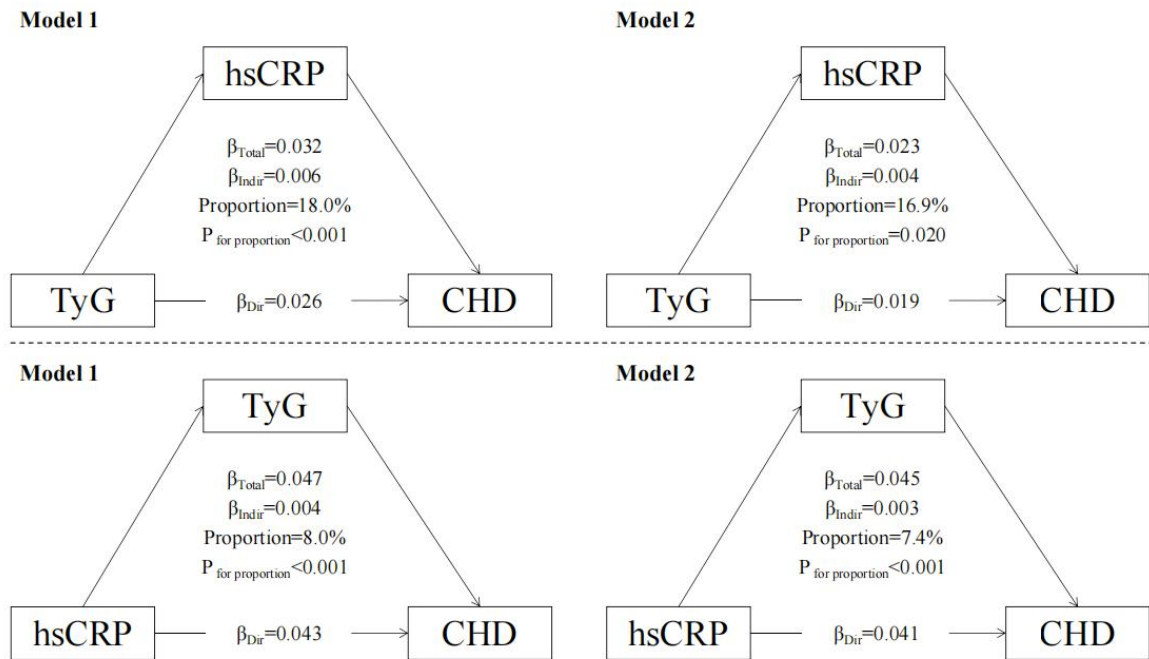 Model 1
hsCRP
βTotal=0.032
βIndir=0.006
Proportion=18.0%
P for proportion<0.001
TyG
βDir=0.026
CHD
Model 2
hsCRP
βTotal=0.023
βIndir=0.004
Proportion=16.9%
P for proportion=0.020
TyG
βDir=0.019
CHD
Model 1
TyG
βTotal=0.047
βIndir=0.004
Proportion=8.0%
P for proportion<0.001
hsCRP
βDir=0.043
CHD
Model 2
TyG
βTotal=0.045
βIndir=0.003
Proportion=7.4%
P for proportion<0.001
hsCRP
βDir=0.041
CHD